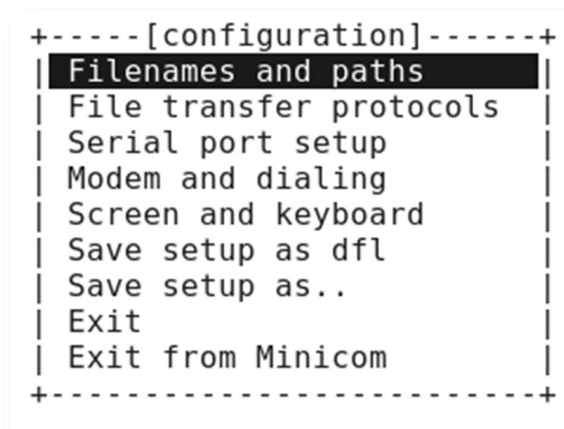 +-----[configuration]------+
| Filenames and paths      |
| File transfer protocols  |
| Serial port setup        |
| Modem and dialing        |
| Screen and keyboard      |
| Save setup as dfl        |
| Save setup as..          |
| Exit                     |
| Exit from Minicom        |
+--------------------------+